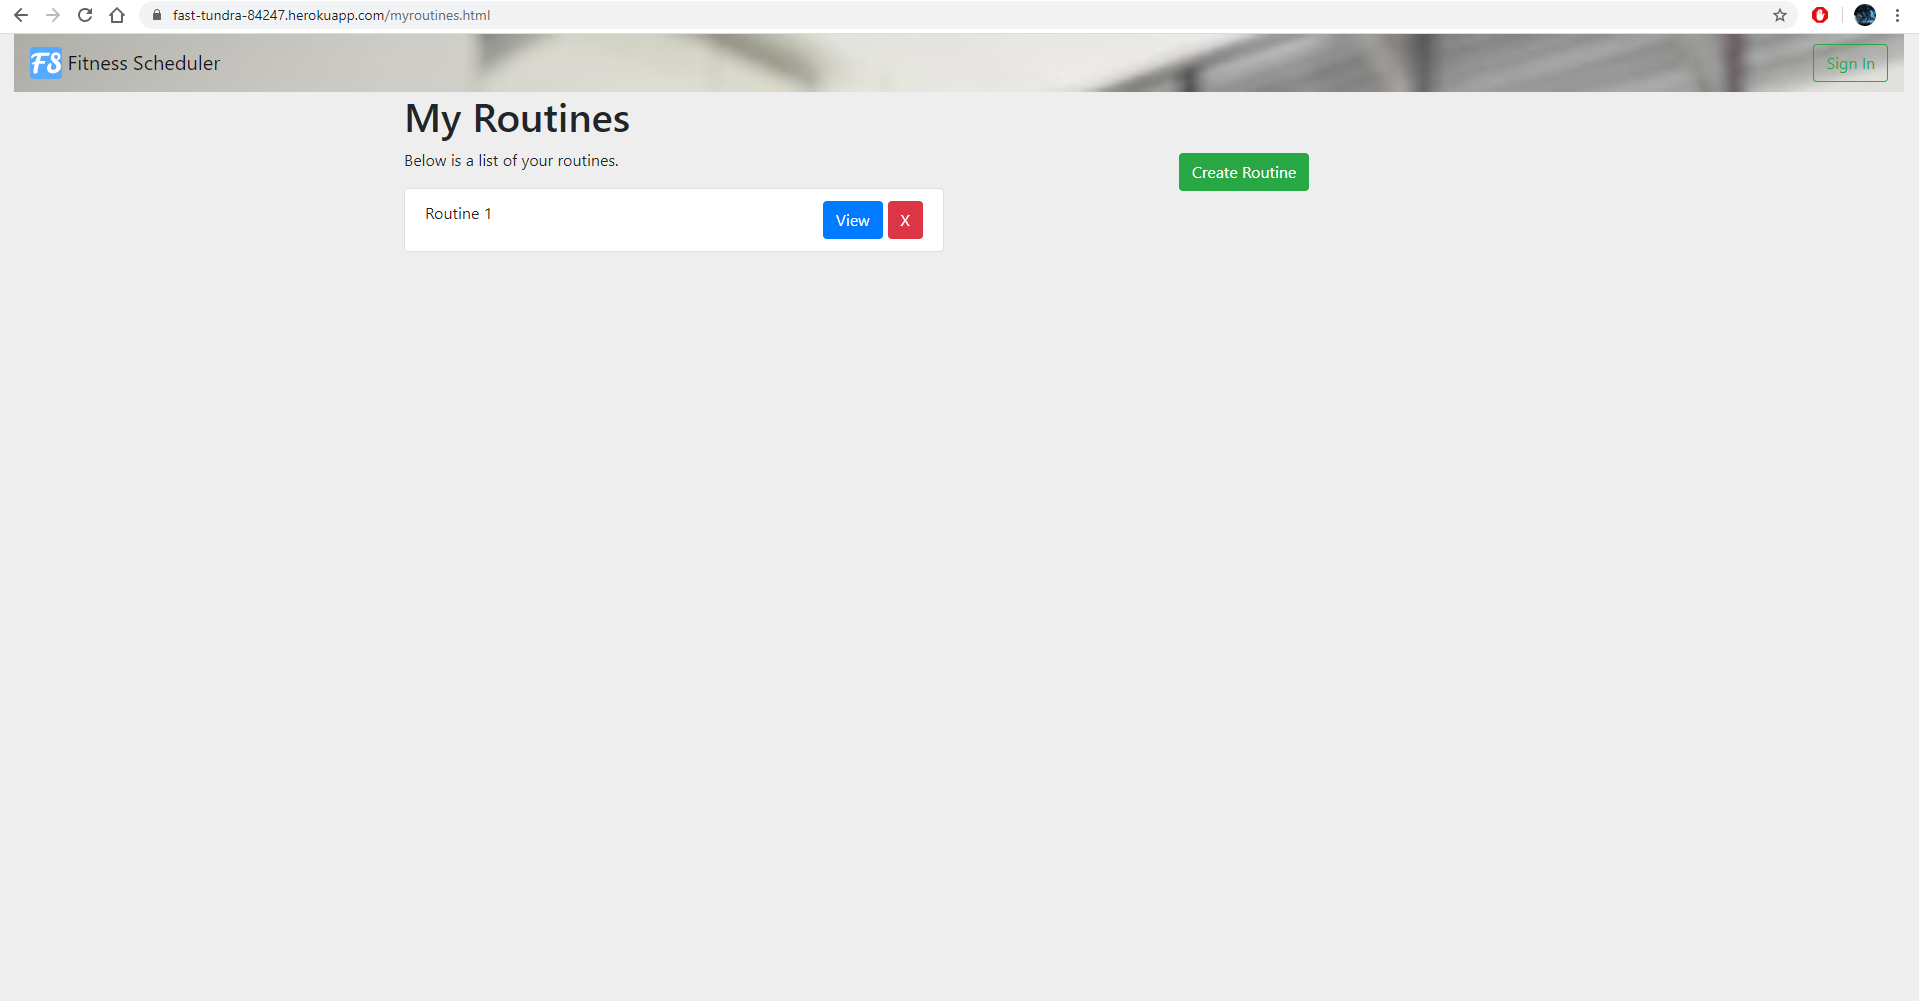 fast-tundra-84247.herokuapp.com/myroutines.html
FS Fitness Scheduler
Sign In
My Routines
Below is a list of your routines.
Create Routine
Routine 1
View X